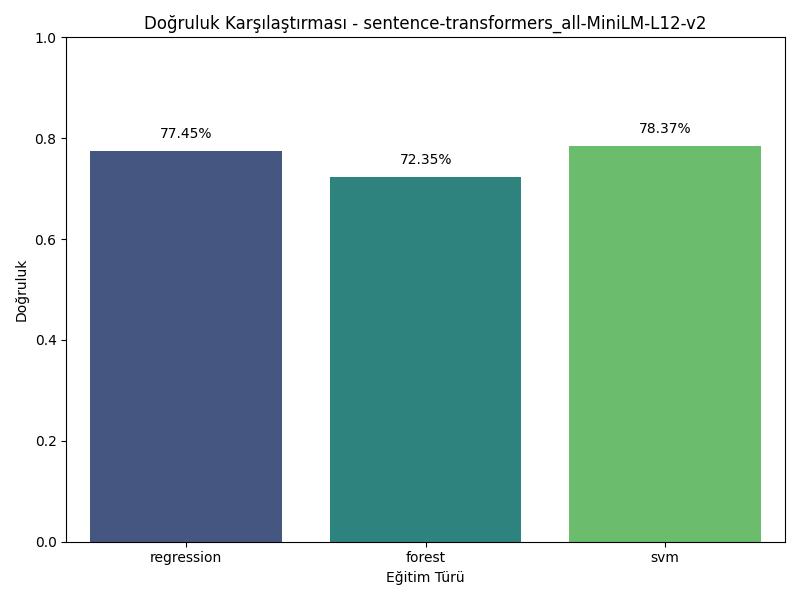 Doğruluk Karşılaştırması - sentence-transformers_all-MiniLM-L12-v2
1.0
0.8
0.6
0.4
0.2
0.0
Doğruluk
77.45%
72.35%
78.37%
regression
forest
svm
Eğitim Türü